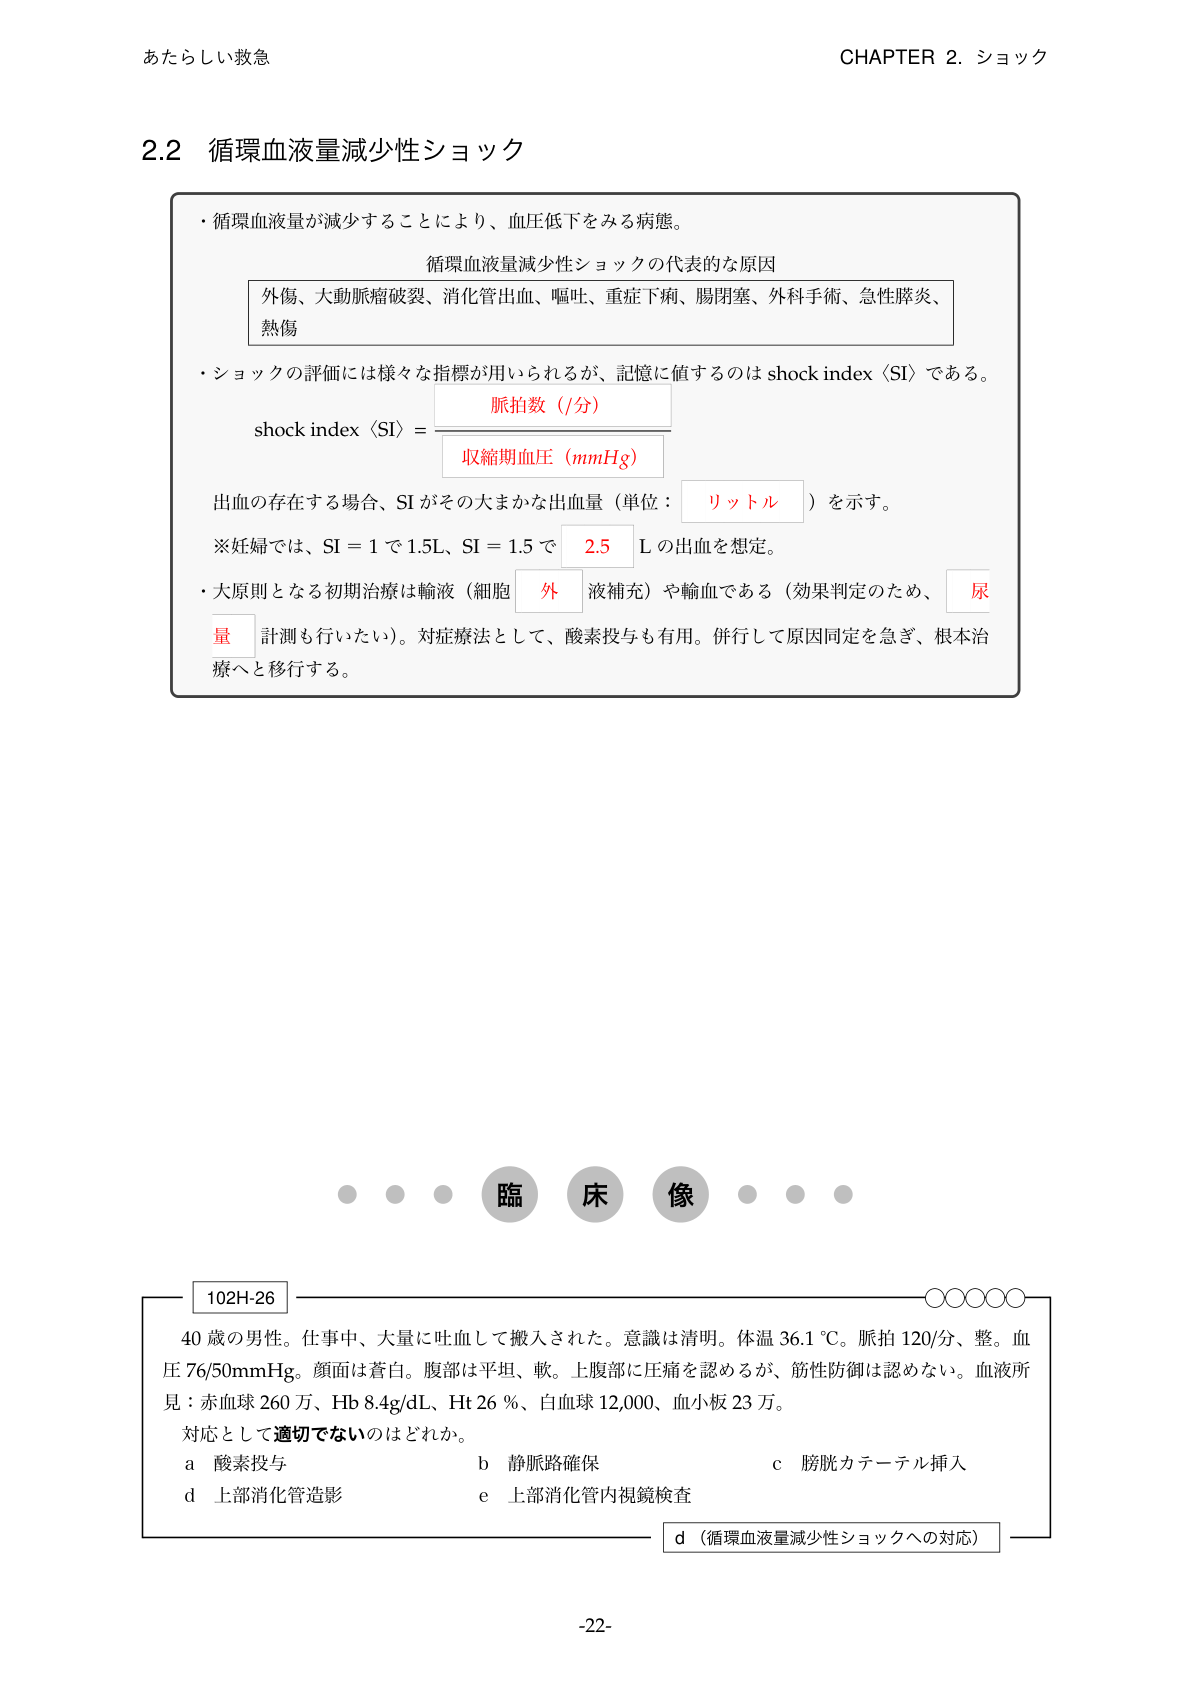 あたらしい救急
CHAPTER 2. ショック
2.2 循環血液量減少性ショック
・循環血液量が減少することにより、血圧低下をみる病態。
循環血液量減少性ショックの代表的な原因
外傷、大動脈瘤破裂、消化管出血、嘔吐、重症下痢、腸閉塞、外科手術、急性膵炎、
熱傷
・ショックの評価には様々な指標が用いられるが、記憶に値するのは shock index〈SI〉である。
脈拍数（/分）
shock index〈SI〉=
収縮期血圧（mmHg）
出血の存在する場合、SI がその大まかな出血量（単位： リットル ）を示す。
※妊婦では、SI = 1 で 1.5L、SI = 1.5 で 2.5 L の出血を想定。
・大原則となる初期治療は輸液（細胞 外 液補充）や輸血である（効果判定のため、 尿
量 計測も行いたい）。対症療法として、酸素投与も有用。併行して原因同定を急ぎ、根本治
療へと移行する。
臨 床 像
102H-26
40 歳の男性。仕事中、大量に吐血して搬入された。意識は清明。体温 36.1 ℃。脈拍 120/分、整。血
圧 76/50mmHg。顔面は蒼白。腹部は平坦、軟。上腹部に圧痛を認めるが、筋性防御は認めない。血液所
見：赤血球 260 万、Hb 8.4g/dL、Ht 26 %、白血球 12,000、血小板 23 万。
対応として適切でないのはどれか。
a 酸素投与 b 静脈路確保 c 膀胱カテーテル挿入
d 上部消化管造影 e 上部消化管内視鏡検査
d （循環血液量減少性ショックへの対応）
-22-